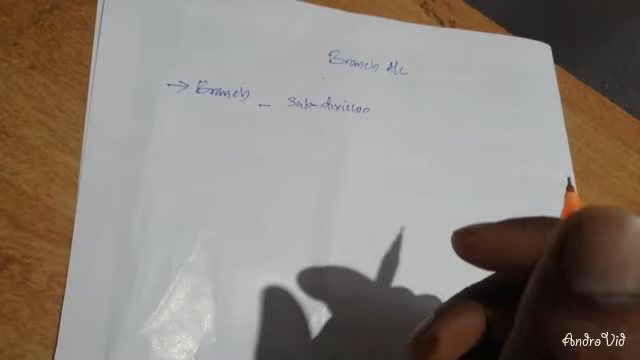 Branch A/c
→ Branch - Sub-division
AndroVid